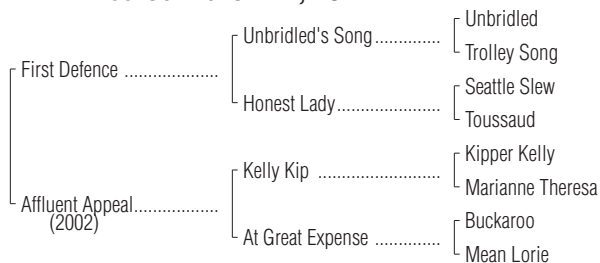 Unbridled
Unbridled's Song
Trolley Song
First Defence
Seattle Slew
Honest Lady
Toussaud
Kipper Kelly
Kelly Kip
Marianne Theresa
Affluent Appeal
(2002)
Buckaroo
At Great Expense
Mean Lorie